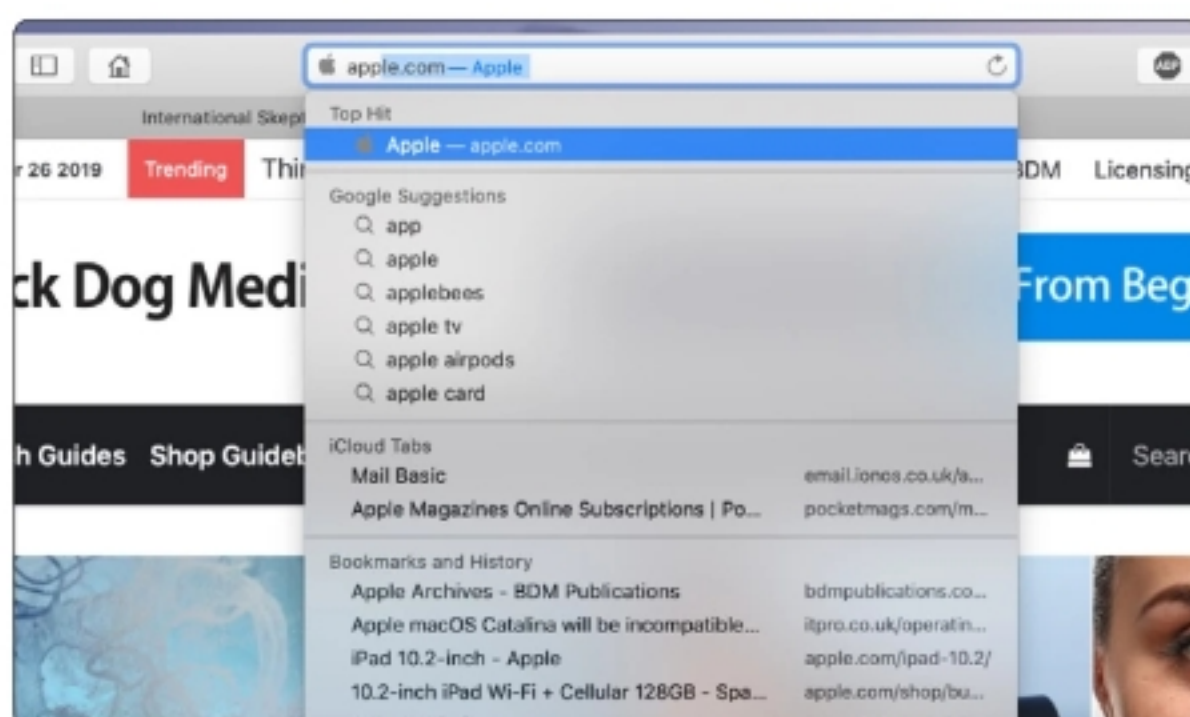 apple.com — Apple
ABP
International Skept
Top Hit
Apple — apple.com
r 26 2019
Trending
Thin
BDM
Licensing
Google Suggestions
app
apple
applebees
apple tv
apple airpods
apple card
ck Dog Medi
From Beg
iCloud Tabs
h Guides
Shop Guideb
Sear
Mail Basic
email.ionos.co.uk/a...
Apple Magazines Online Subscriptions | Po...
pocketmags.com/m...
Bookmarks and History
Apple Archives - BDM Publications
bdmpublications.co...
Apple macOS Catalina will be incompatible...
itpro.co.uk/operatin...
iPad 10.2-inch - Apple
apple.com/ipad-10.2/
10.2-inch iPad Wi-Fi + Cellular 128GB - Spa...
apple.com/shop/bu...